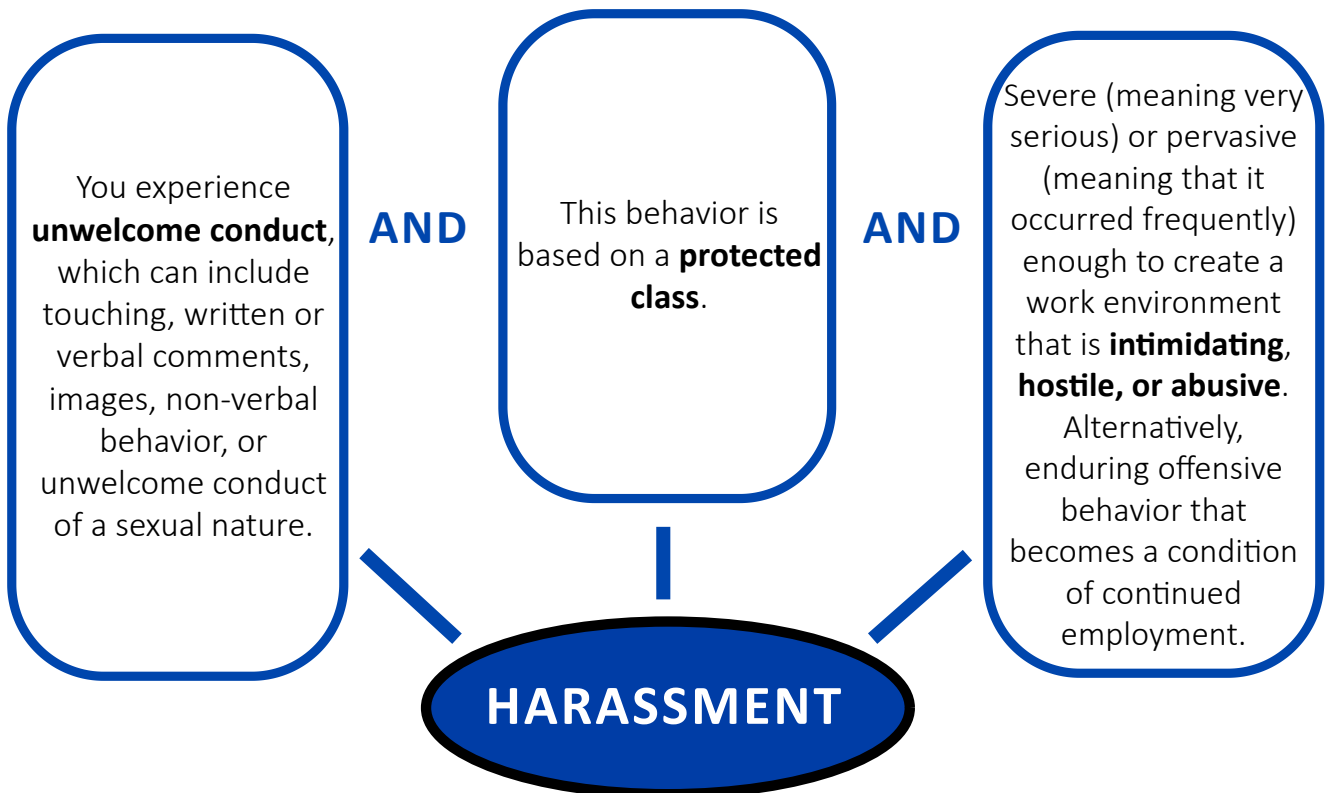 You experience
unwelcome conduct,
which can include
touching, written or
verbal comments,
images, non-verbal
behavior, or
unwelcome conduct
of a sexual nature.
AND
This behavior is
based on a protected
class.
AND
Severe (meaning very
serious) or pervasive
(meaning that it
occurred frequently)
enough to create a
work environment
that is intimidating,
hostile, or abusive.
Alternatively,
enduring offensive
behavior that
becomes a condition
of continued
employment.
HARASSMENT